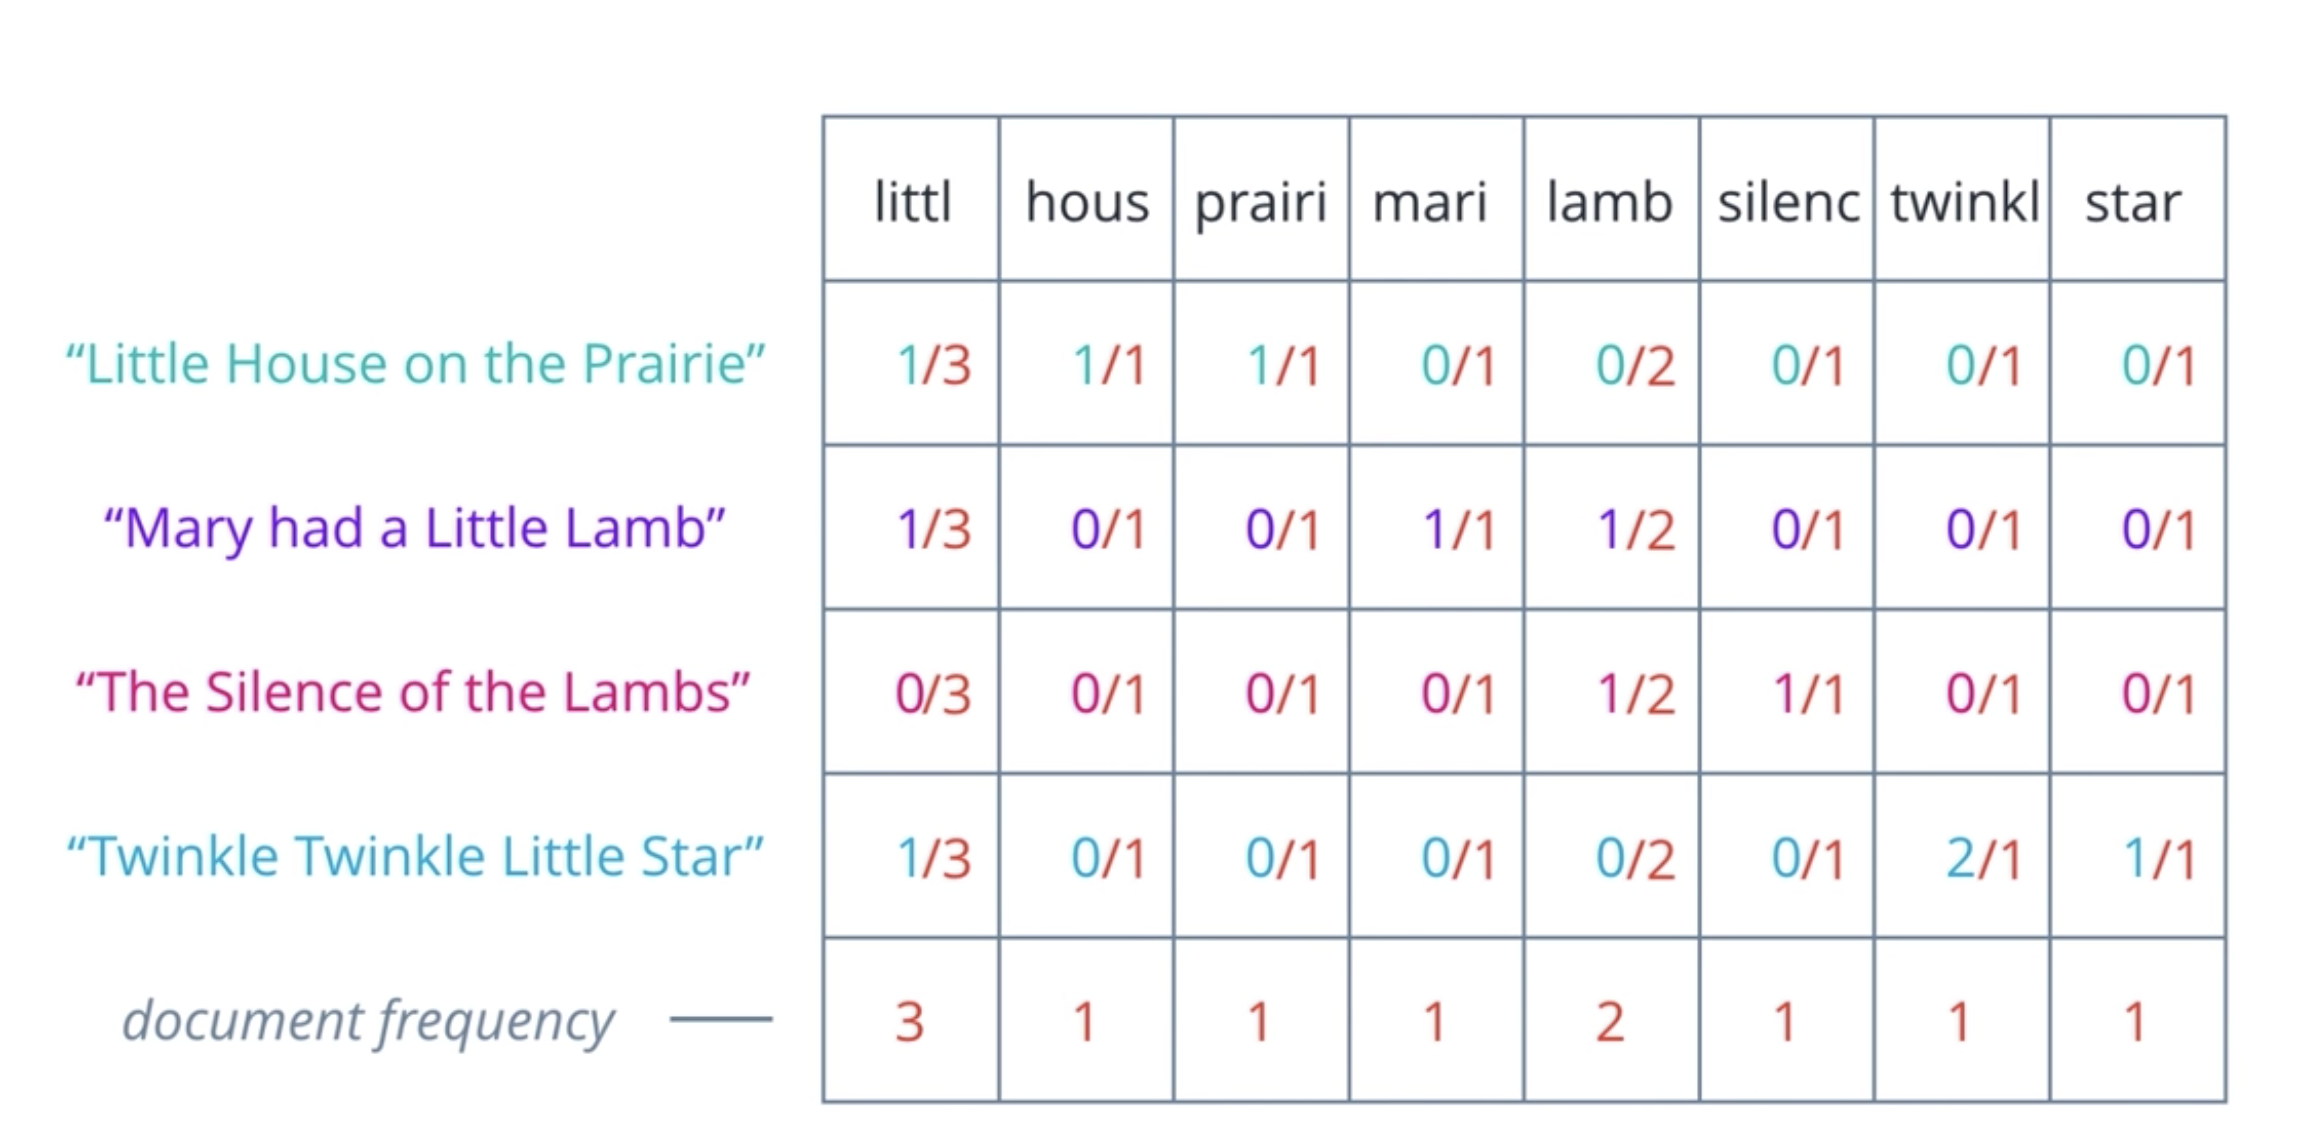 littl hous prairi mari lamb silenc twinkl star
“Little House on the Prairie” 1/3 1/1 1/1 0/1 0/2 0/1 0/1 0/1
“Mary had a Little Lamb” 1/3 0/1 0/1 1/1 1/2 0/1 0/1 0/1
“The Silence of the Lambs” 0/3 0/1 0/1 0/1 1/2 1/1 0/1 0/1
“Twinkle Twinkle Little Star” 1/3 0/1 0/1 0/1 0/2 0/1 2/1 1/1
document frequency 3 1 1 1 2 1 1 1